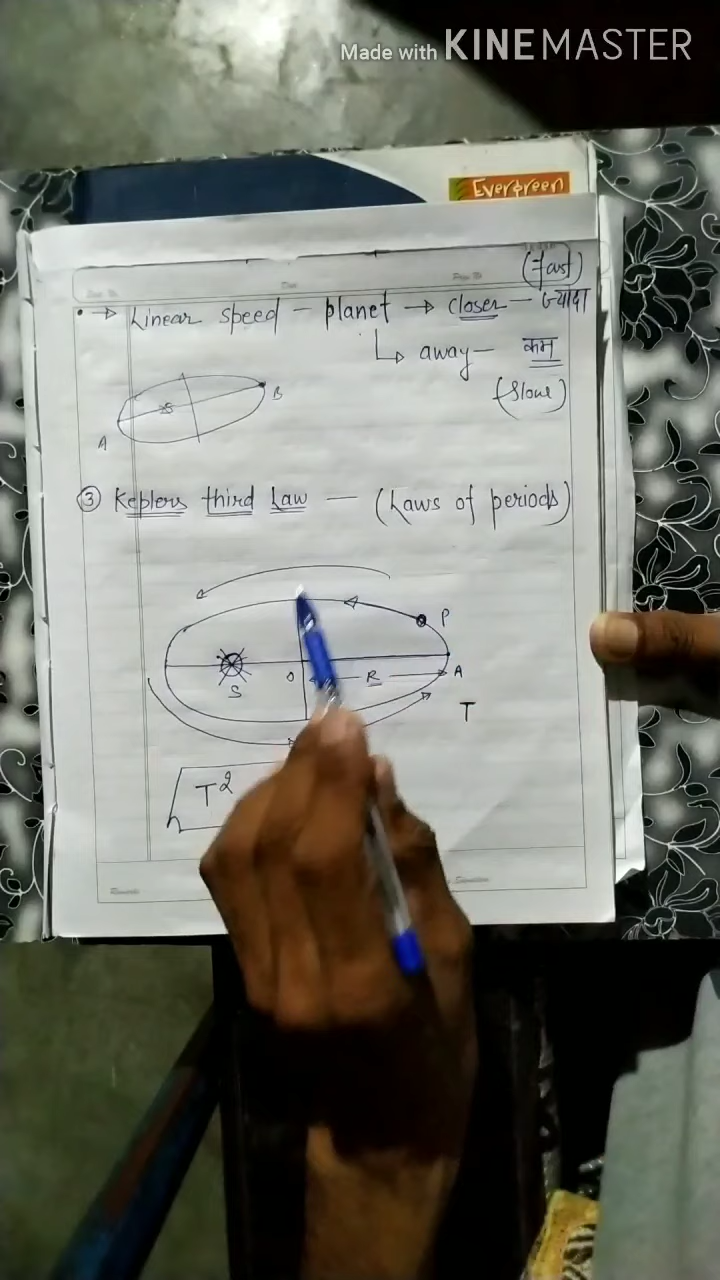 Made with KINEMASTER
Evergreen
(fast)
• → Linear speed — planet → closer — ज्यादा
↳ away — कम
(Slow)
S
B
A
③ Keplers third Law — (Laws of periods)
P
S
O
R
A
T
T²